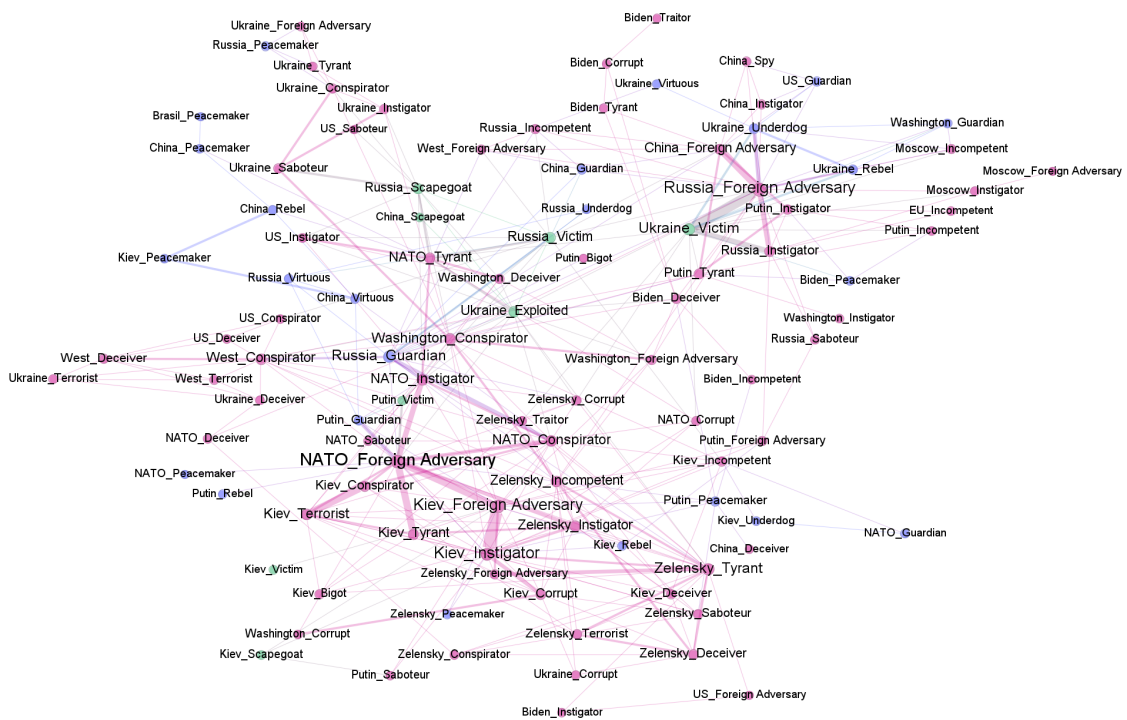 Biden_Traitor
Ukraine_Foreign Adversary
Russia_Peacemaker
Ukraine_Tyrant
Biden_Corrupt
China_Spy
Ukraine_Conspirator
Ukraine_Virtuous
US_Guardian
Ukraine_Instigator
Biden_Tyrant
China_Instigator
Brasil_Peacemaker
US_Saboteur
Russia_Incompetent
Ukraine_Underdog
Washington_Guardian
China_Peacemaker
West_Foreign Adversary
China_Foreign Adversary
Moscow_Incompetent
Ukraine_Saboteur
China_Guardian
Ukraine_Rebel
Moscow_Foreign Adversary
Russia_Scapegoat
Russia_Foreign Adversary
Moscow_Instigator
China_Rebel
China_Scapegoat
Russia_Underdog
Putin_Instigator
EU_Incompetent
US_Instigator
Russia_Victim
Ukraine_Victim
Putin_Incompetent
Kiev_Peacemaker
NATO_Tyrant
Putin_Bigot
Russia_Instigator
Russia_Virtuous
Washington_Deceiver
Putin_Tyrant
Biden_Peacemaker
China_Virtuous
Ukraine_Exploited
Biden_Deceiver
US_Conspirator
Washington_Instigator
US_Deceiver
Washington_Conspirator
Russia_Saboteur
West_Deceiver
West_Conspirator
Russia_Guardian
Washington_Foreign Adversary
Ukraine_Terrorist
West_Terrorist
NATO_Instigator
Biden_Incompetent
Ukraine_Deceiver
Putin_Victim
Zelensky_Corrupt
Putin_Guardian
Zelensky_Traitor
NATO_Corrupt
NATO_Deceiver
NATO_Saboteur
NATO_Conspirator
Putin_Foreign Adversary
NATO_Foreign Adversary
Kiev_Incompetent
NATO_Peacemaker
Kiev_Conspirator
Zelensky_Incompetent
Putin_Rebel
Kiev_Foreign Adversary
Putin_Peacemaker
Kiev_Terrorist
Zelensky_Instigator
Kiev_Underdog
Kiev_Tyrant
NATO_Guardian
Kiev_Instigator
Kiev_Rebel
China_Deceiver
Kiev_Victim
Zelensky_Foreign Adversary
Zelensky_Tyrant
Kiev_Bigot
Kiev_Corrupt
Kiev_Deceiver
Zelensky_Peacemaker
Zelensky_Saboteur
Washington_Corrupt
Zelensky_Terrorist
Kiev_Scapegoat
Zelensky_Conspirator
Zelensky_Deceiver
Putin_Saboteur
Ukraine_Corrupt
US_Foreign Adversary
Biden_Instigator